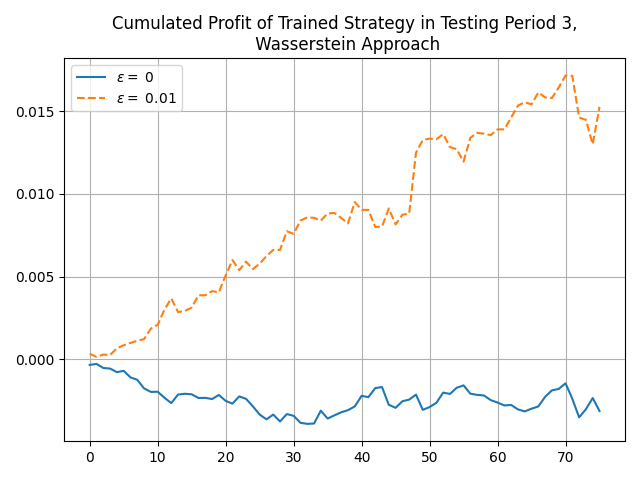 Cumulated Profit of Trained Strategy in Testing Period 3,
Wasserstein Approach
ε = 0
ε = 0.01
0.015
0.010
0.005
0.000
0 10 20 30 40 50 60 70